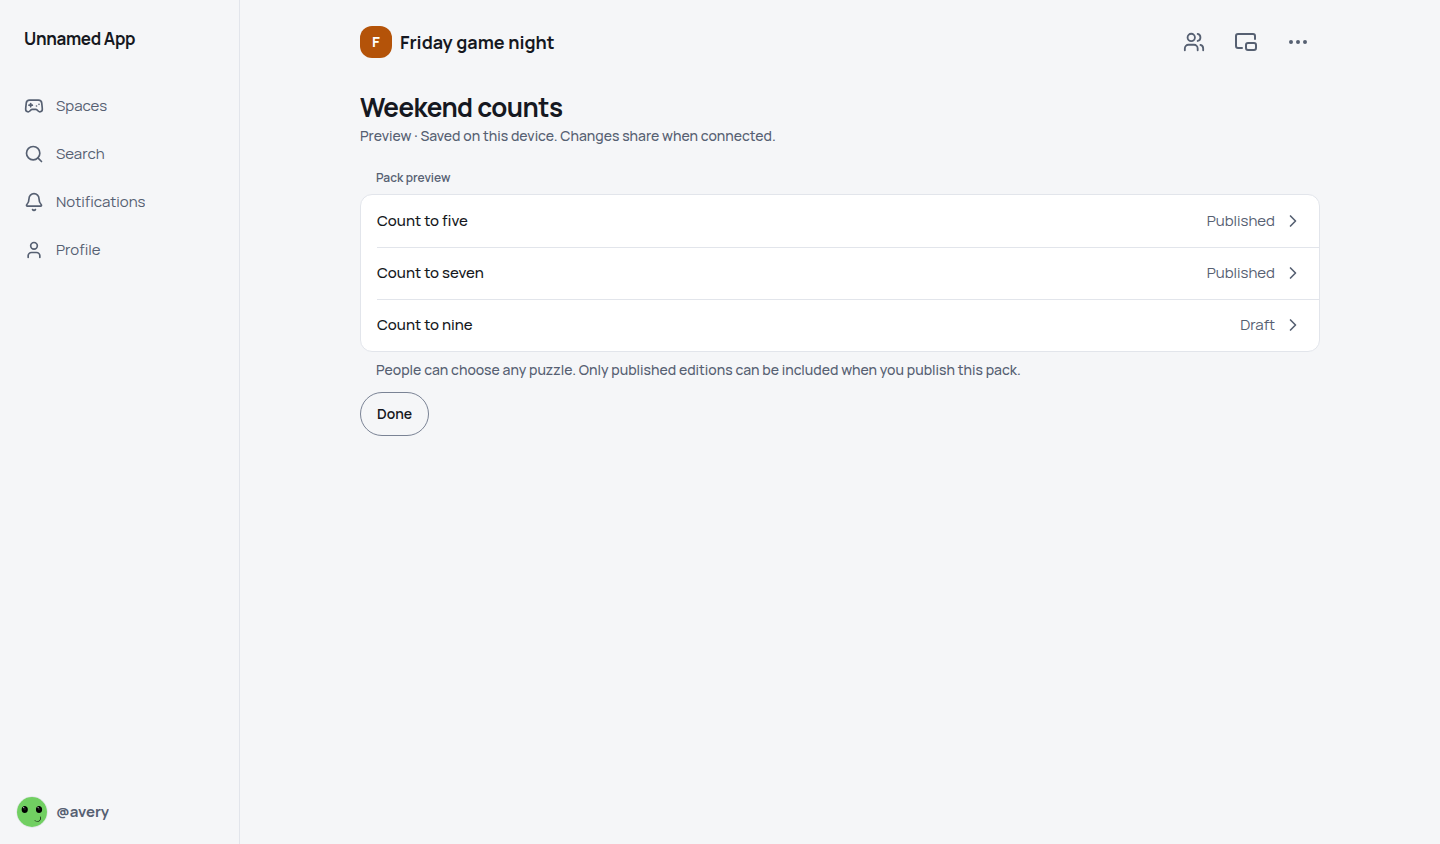 Unnamed App
Spaces
Search
Notifications
Profile
@avery
F
Friday game night
Weekend counts
Preview · Saved on this device. Changes share when connected.
Pack preview
Count to five
Published
Count to seven
Published
Count to nine
Draft
People can choose any puzzle. Only published editions can be included when you publish this pack.
Done